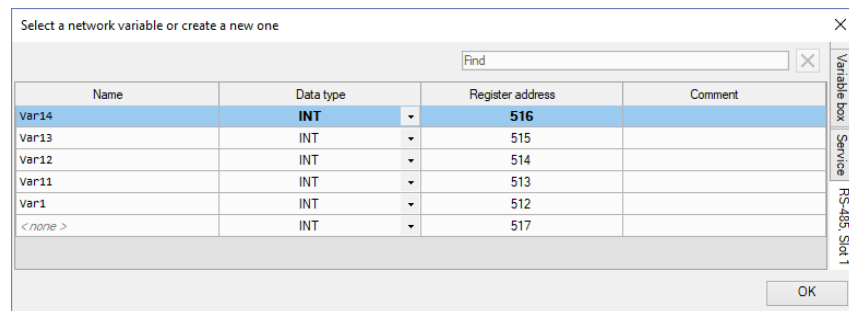 Select a network variable or create a new one
Find
Name Data type Register address Comment
Var14 INT 516
Var13 INT 515
Var12 INT 514
Var11 INT 513
Var1 INT 512
< none > INT 517
Variable box
Service
RS-485, Slot 1
OK